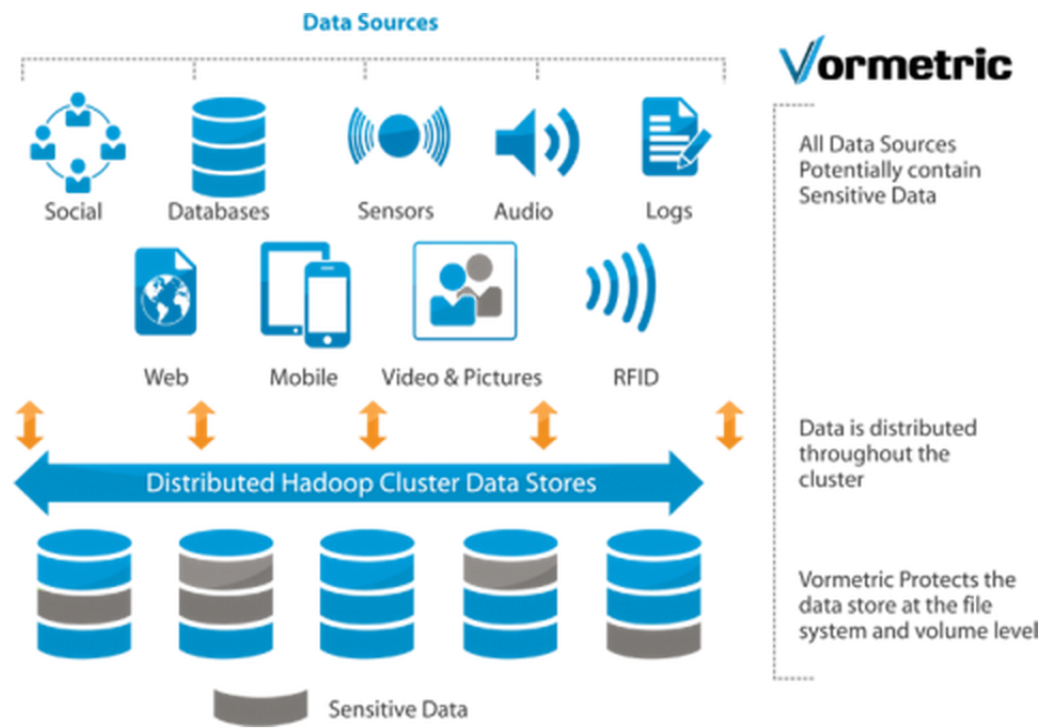 Data Sources
Vormetric
Social
Databases
Sensors
Audio
Logs
All Data Sources
Potentially contain
Sensitive Data
Web
Mobile
Video & Pictures
RFID
Data is distributed
throughout the
cluster
Distributed Hadoop Cluster Data Stores
Vormetric Protects the
data store at the file
system and volume level
Sensitive Data